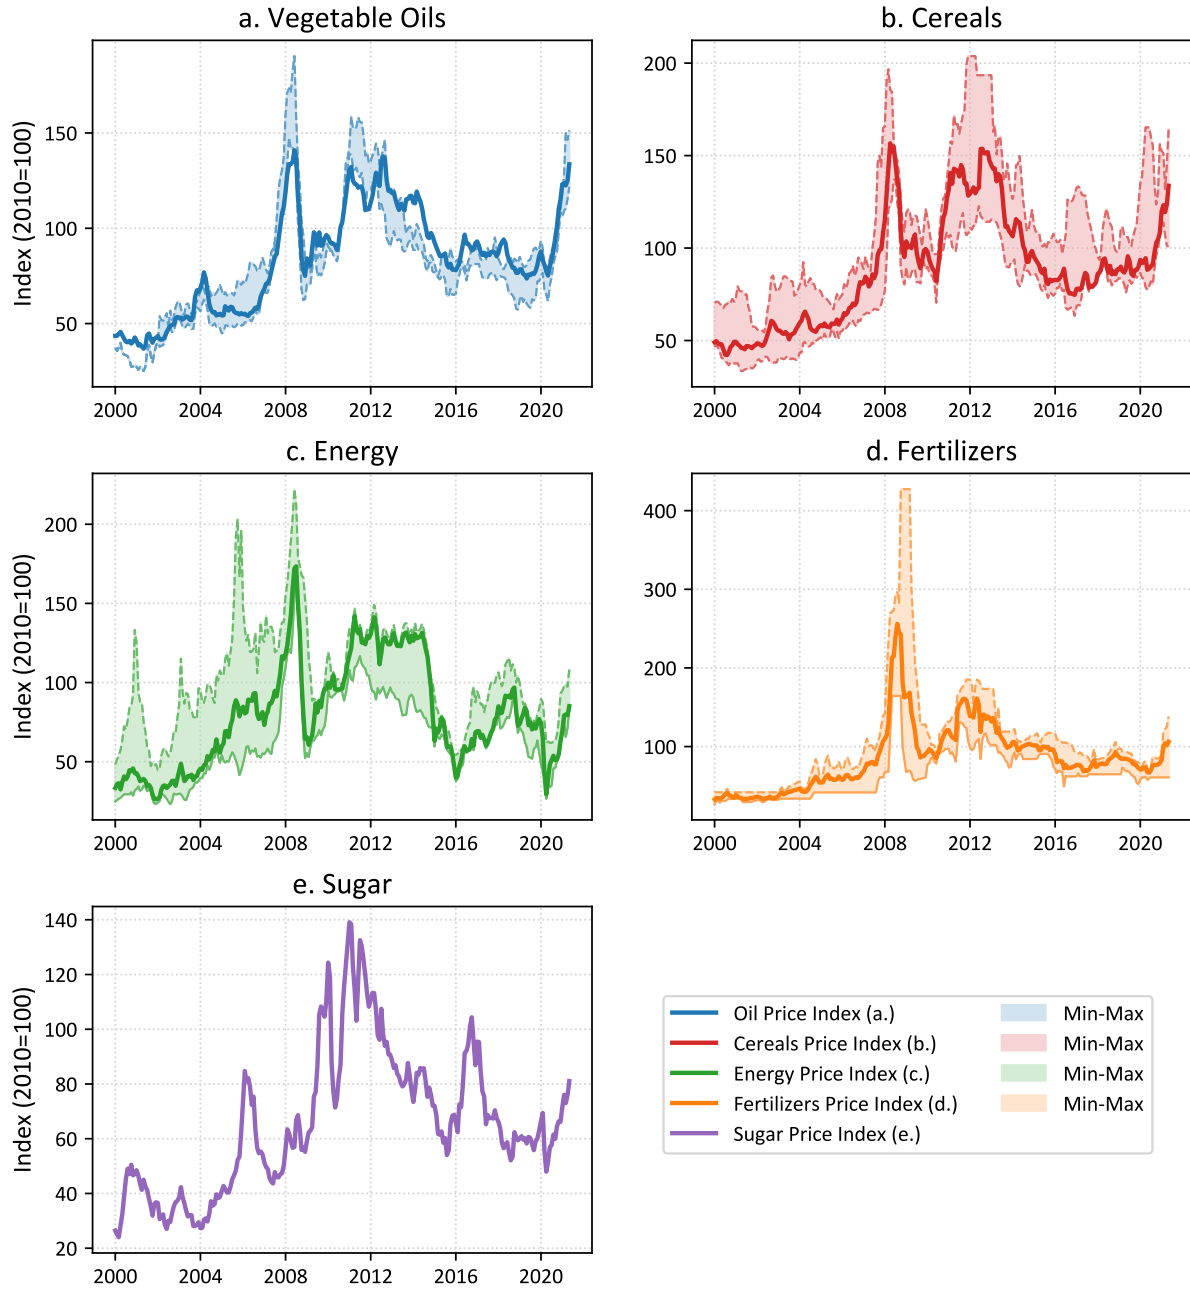 a. Vegetable Oils
Index (2010=100)
150
100
50
2000 2004 2008 2012 2016 2020
b. Cereals
200
150
100
50
2000 2004 2008 2012 2016 2020
c. Energy
Index (2010=100)
200
150
100
50
2000 2004 2008 2012 2016 2020
d. Fertilizers
400
300
200
100
2000 2004 2008 2012 2016 2020
e. Sugar
Index (2010=100)
140
120
100
80
60
40
20
2000 2004 2008 2012 2016 2020
Oil Price Index (a.) Min-Max
Cereals Price Index (b.) Min-Max
Energy Price Index (c.) Min-Max
Fertilizers Price Index (d.) Min-Max
Sugar Price Index (e.)